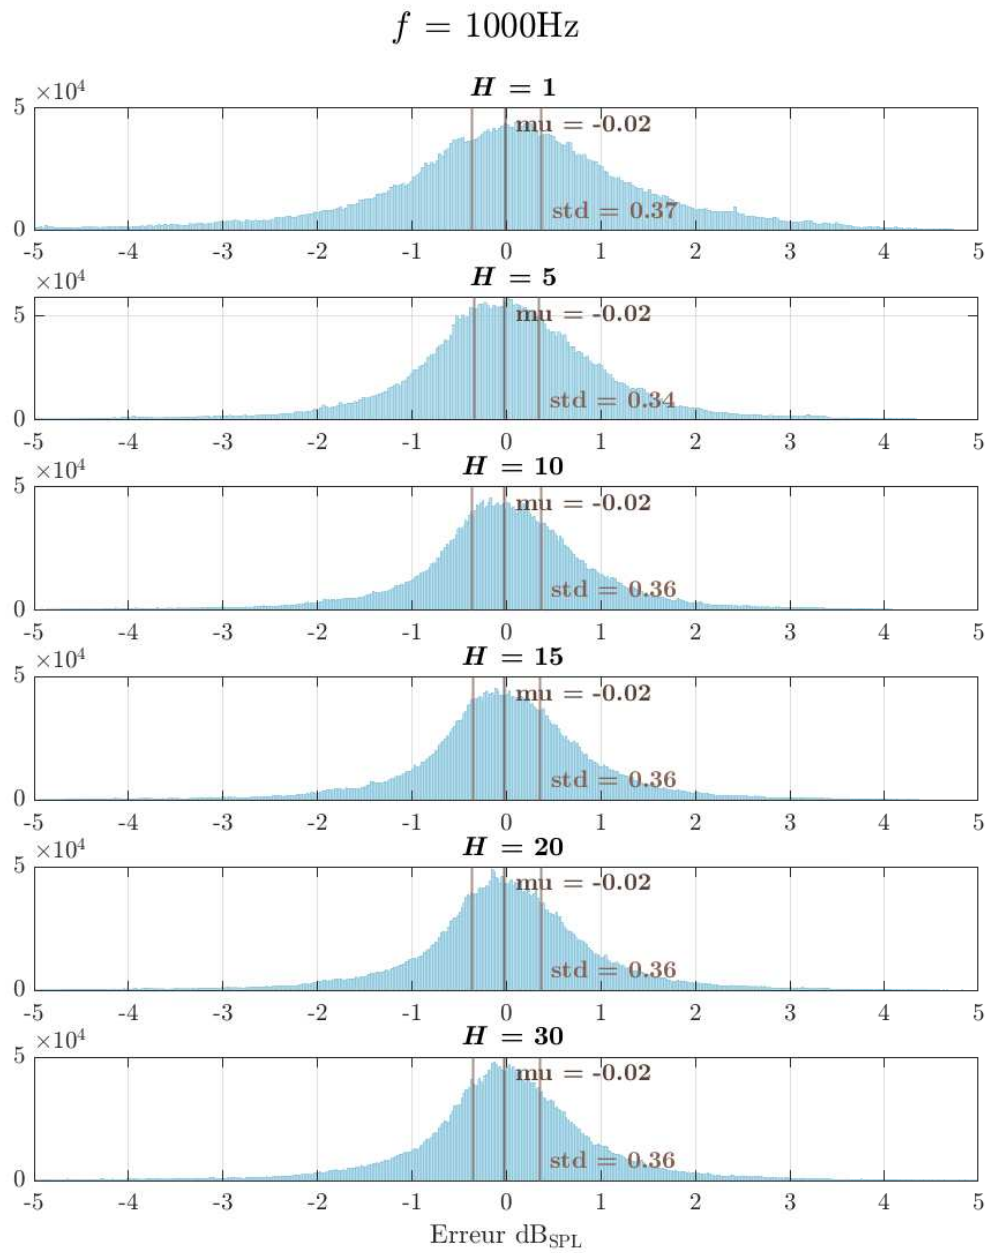 f = 1000Hz
×10⁴
H = 1
5
mu = -0.02
std = 0.37
0
-5 -4 -3 -2 -1 0 1 2 3 4 5
×10⁴
H = 5
5
mu = -0.02
std = 0.34
0
-5 -4 -3 -2 -1 0 1 2 3 4 5
×10⁴
H = 10
5
mu = -0.02
std = 0.36
0
-5 -4 -3 -2 -1 0 1 2 3 4 5
×10⁴
H = 15
5
mu = -0.02
std = 0.36
0
-5 -4 -3 -2 -1 0 1 2 3 4 5
×10⁴
H = 20
5
mu = -0.02
std = 0.36
0
-5 -4 -3 -2 -1 0 1 2 3 4 5
×10⁴
H = 30
5
mu = -0.02
std = 0.36
0
-5 -4 -3 -2 -1 0 1 2 3 4 5
Erreur dB_SPL